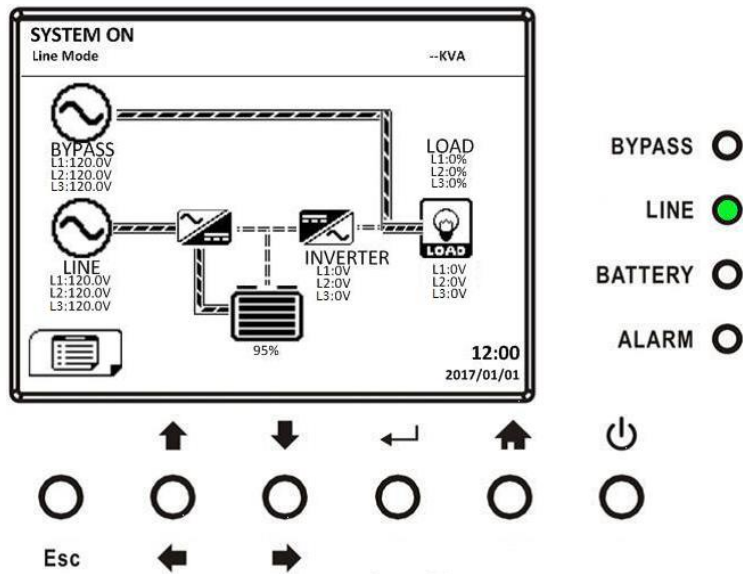 SYSTEM ON
Line Mode
--KVA
BYPASS
L1:120.0V
L2:120.0V
L3:120.0V
LOAD
L1:0%
L2:0%
L3:0%
LINE
L1:120.0V
L2:120.0V
L3:120.0V
INVERTER
L1:0V
L2:0V
L3:0V
LOAD
L1:0V
L2:0V
L3:0V
95%
12:00
2017/01/01
BYPASS
LINE
BATTERY
ALARM
Esc